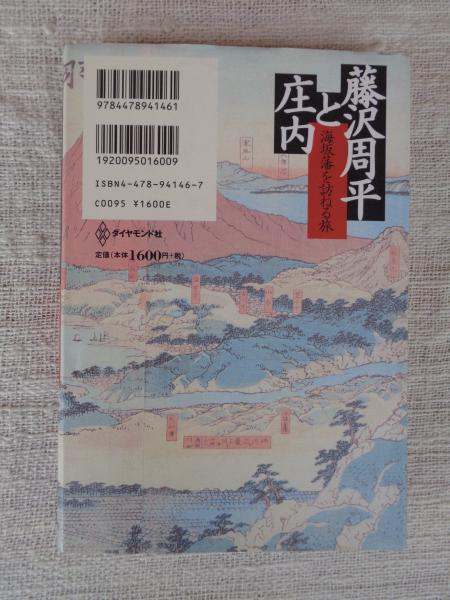 藤沢周平
と
庄内
海坂藩を訪ねる旅
9784478941461
1920095016009
ISBN4-478-94146-7
C0095 ¥1600E
ダイヤモンド社
定価(本体1600円+税)